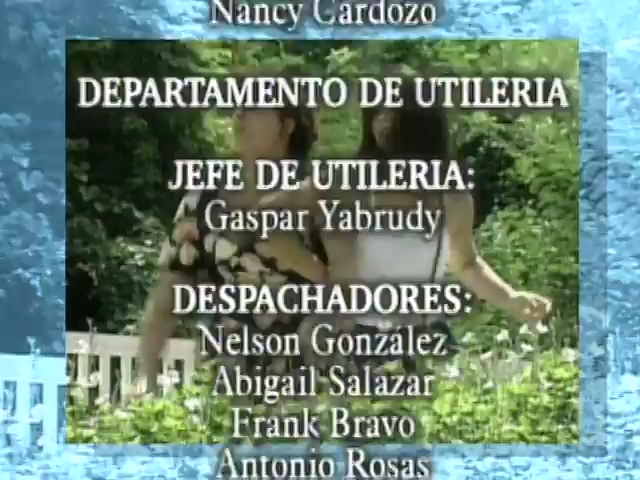 Nancy Cardozo
DEPARTAMENTO DE UTILERIA
JEFE DE UTILERIA:
Gaspar Yabrudy
DESPACHADORES:
Nelson González
Abigail Salazar
Frank Bravo
Antonio Rosas